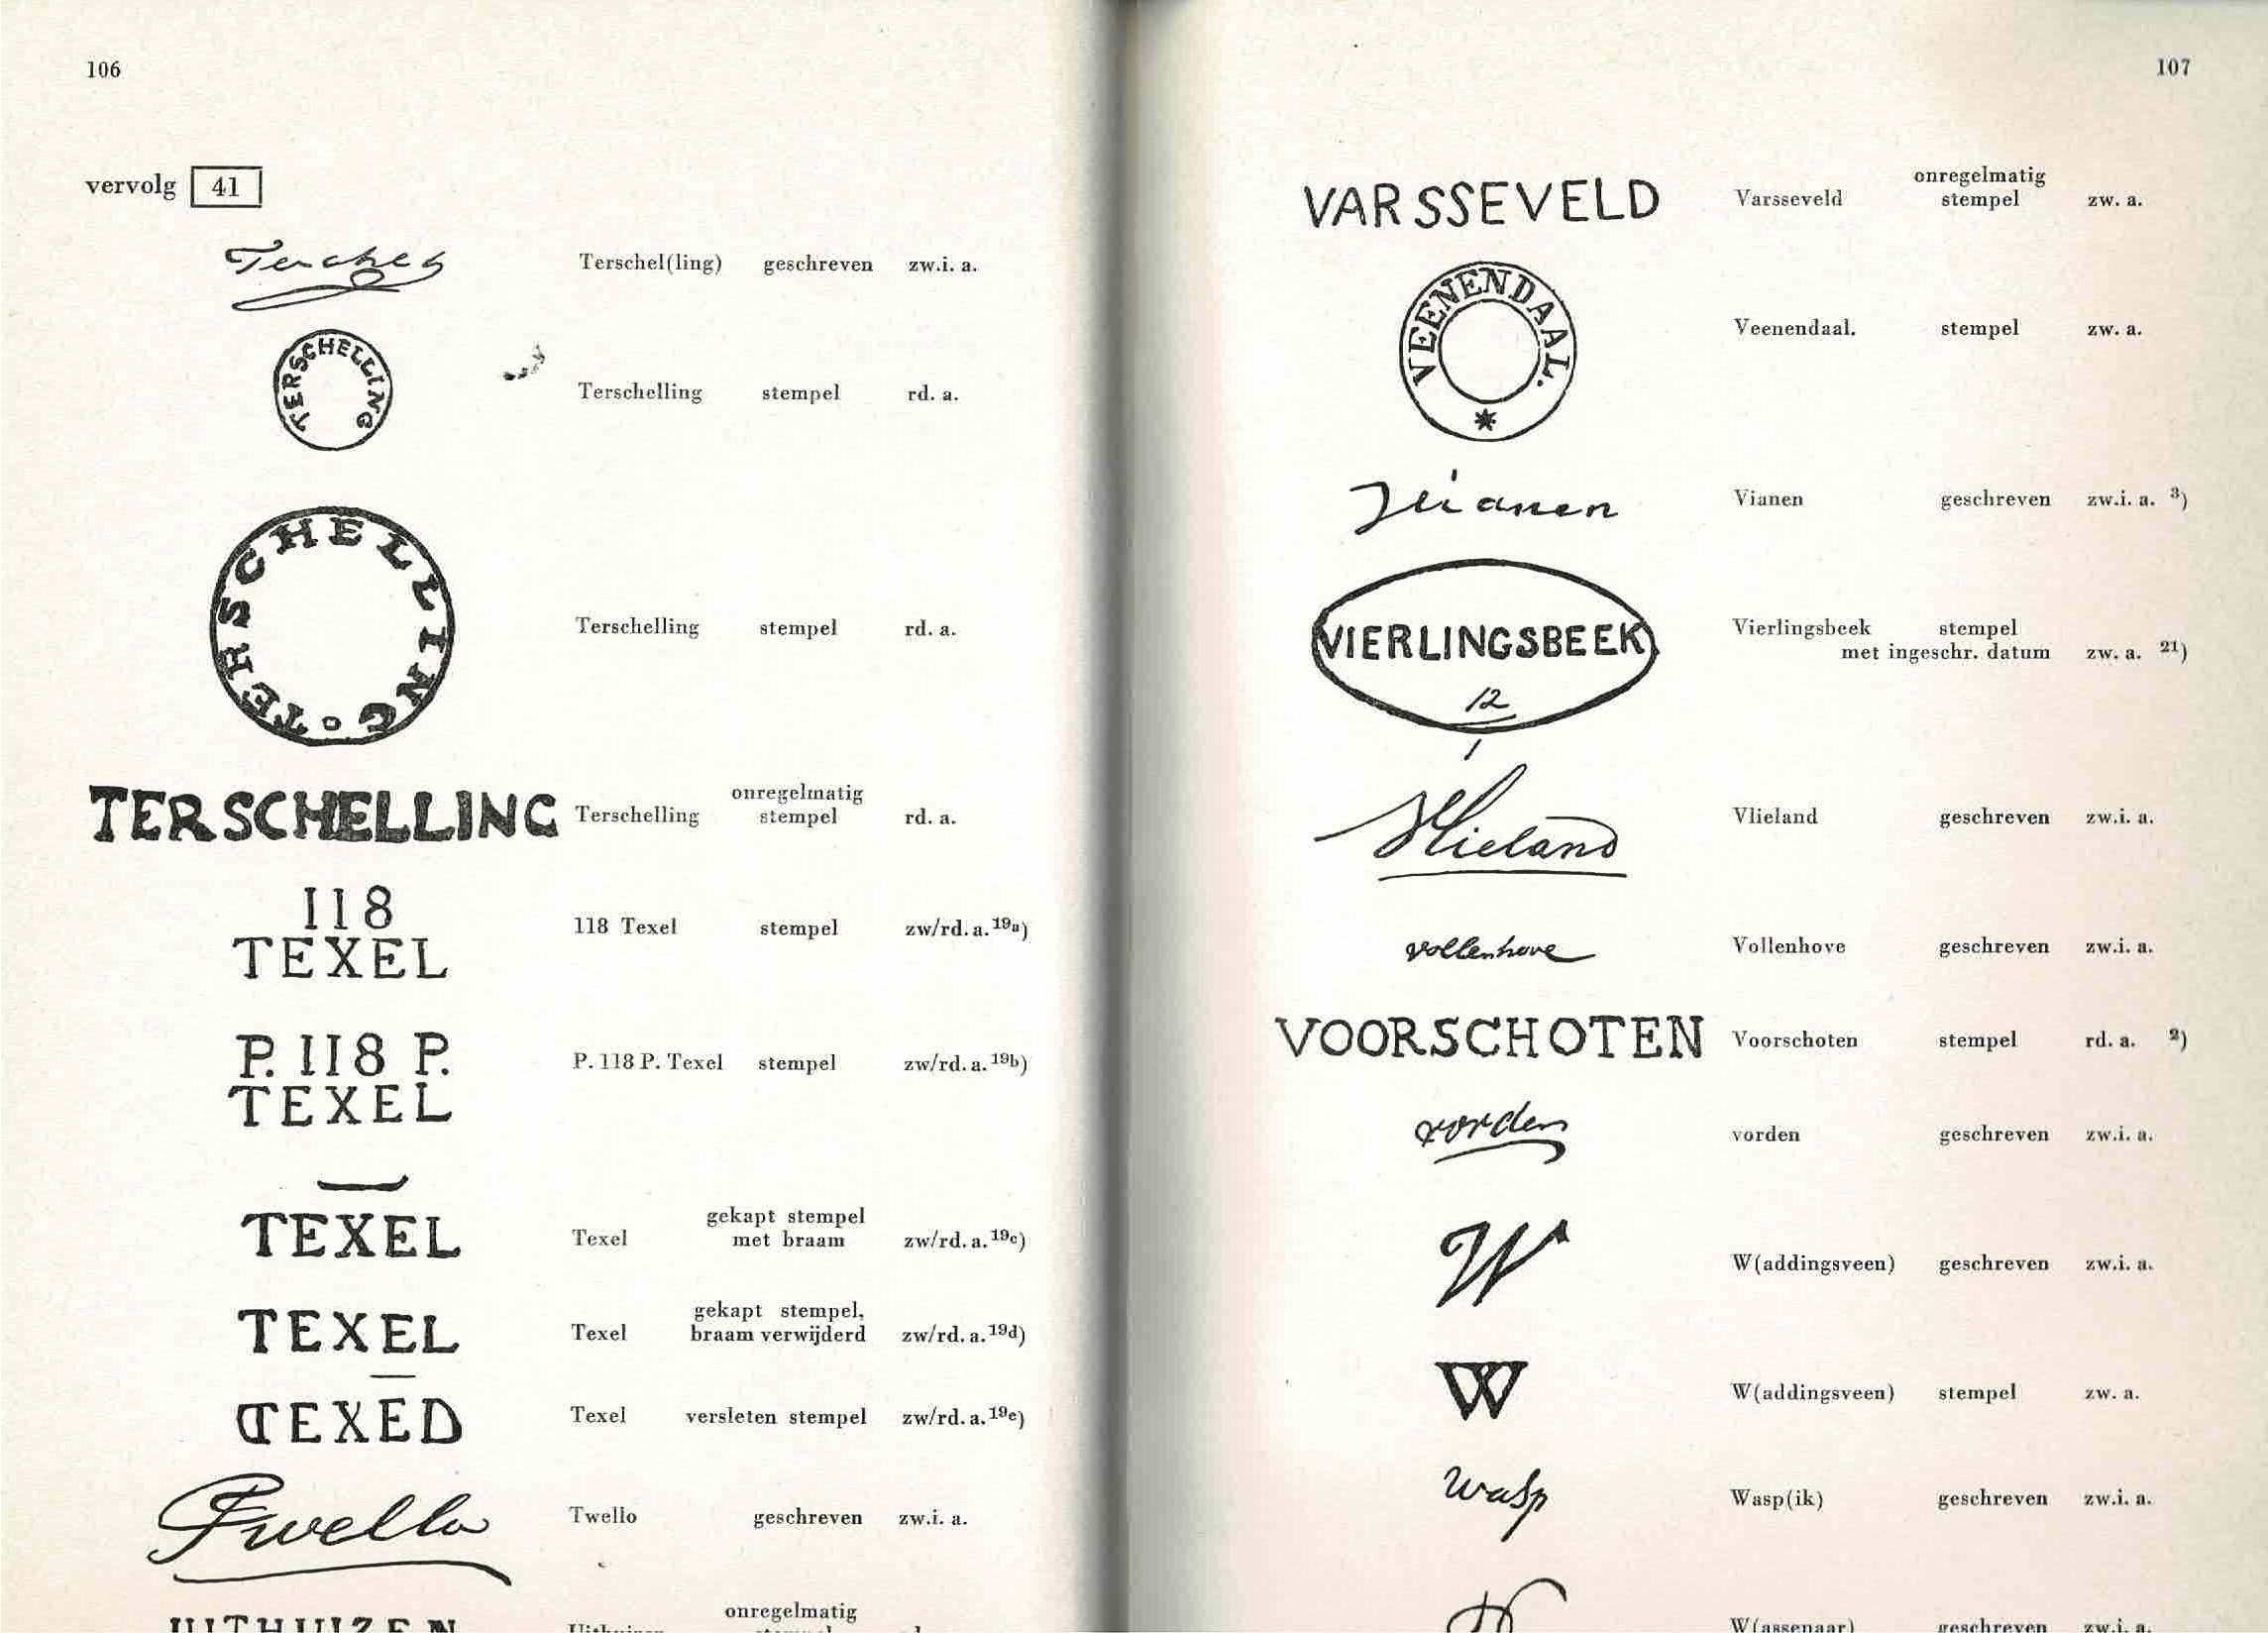 106
vervolg 41
Terschel(ling) geschreven zw.i. a.
TERSCHELLING
Terschelling stempel rd. a.
TERSCHELLING
Terschelling stempel rd. a.
onregelmatig
TERSCHELLING Terschelling stempel rd. a.
118
TEXEL
118 Texel stempel zw/rd. a. 19a)
P. 118 P.
TEXEL
P. 118 P. Texel stempel zw/rd. a. 19b)
gekapt stempel
TEXEL Texel met braam zw/rd. a. 19c)
gekapt stempel,
TEXEL Texel braam verwijderd zw/rd. a. 19d)
TEXED Texel versleten stempel zw/rd. a. 19e)
Twello Twello geschreven zw.i. a.
onregelmatig
UITHUIZEN
107
onregelmatig
VARSSEVELD Varsseveld stempel zw. a.
VEENENDAAL. *
Veenendaal. stempel zw. a.
Vianen Vianen geschreven zw.i. a. 3)
VIERLINGSBEEK
12
Vierlingsbeek stempel
met ingeschr. datum zw. a. 21)
Vlieland Vlieland geschreven zw.i. a.
vollenhove Vollenhove geschreven zw.i. a.
VOORSCHOTEN Voorschoten stempel rd. a. 2)
vorden vorden geschreven zw.i. a.
W W(addingsveen) geschreven zw.i. a.
W W(addingsveen) stempel zw. a.
Wasp Wasp(ik) geschreven zw.i. a.
W(assenaar) geschreven zw.i. a.